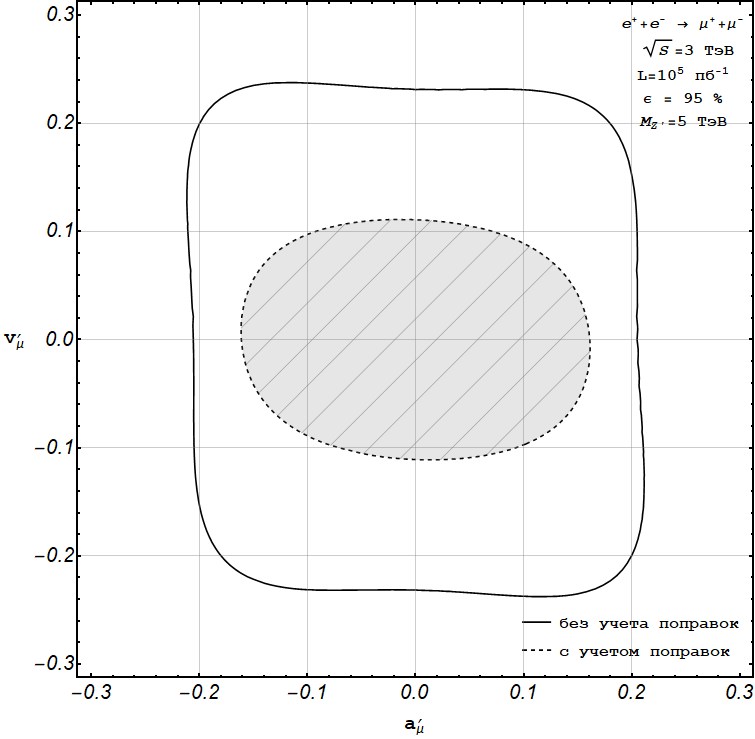 0.3
e⁺+e⁻ → μ⁺+μ⁻
√s=3 ТэВ
L=10⁵ пб⁻¹
ϵ = 95 %
M_Z′=5 ТэВ
0.2
0.1
v′_μ 0.0
−0.1
−0.2
без учета поправок
с учетом поправок
−0.3
−0.3 −0.2 −0.1 0.0 0.1 0.2 0.3
a′_μ